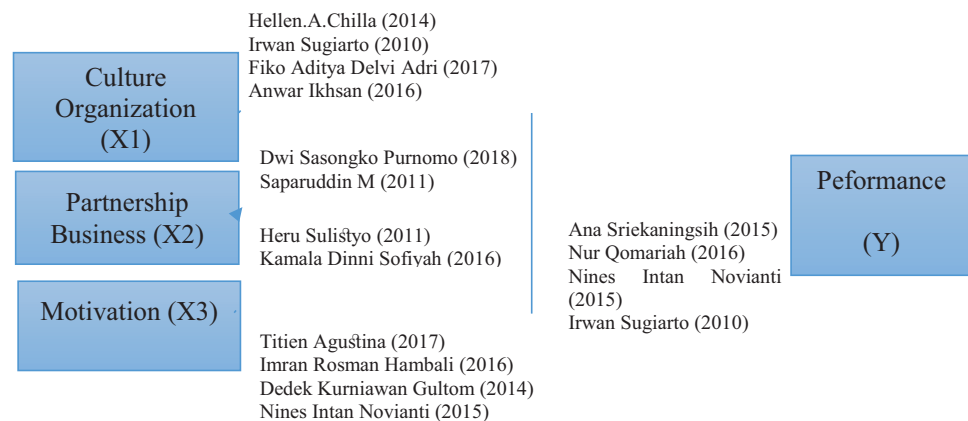 Hellen.A.Chilla (2014)
Irwan Sugiarto (2010)
Fiko Aditya Delvi Adri (2017)
Anwar Ikhsan (2016)
Culture
Organization
(X1)
Dwi Sasongko Purnomo (2018)
Saparuddin M (2011)
Partnership
Business (X2)
Heru Sulistyo (2011)
Kamala Dinni Sofiyah (2016)
Motivation (X3)
Titien Agustina (2017)
Imran Rosman Hambali (2016)
Dedek Kurniawan Gultom (2014)
Nines Intan Novianti (2015)
Ana Sriekaningsih (2015)
Nur Qomariah (2016)
Nines Intan Novianti
(2015)
Irwan Sugiarto (2010)
Peformance
(Y)